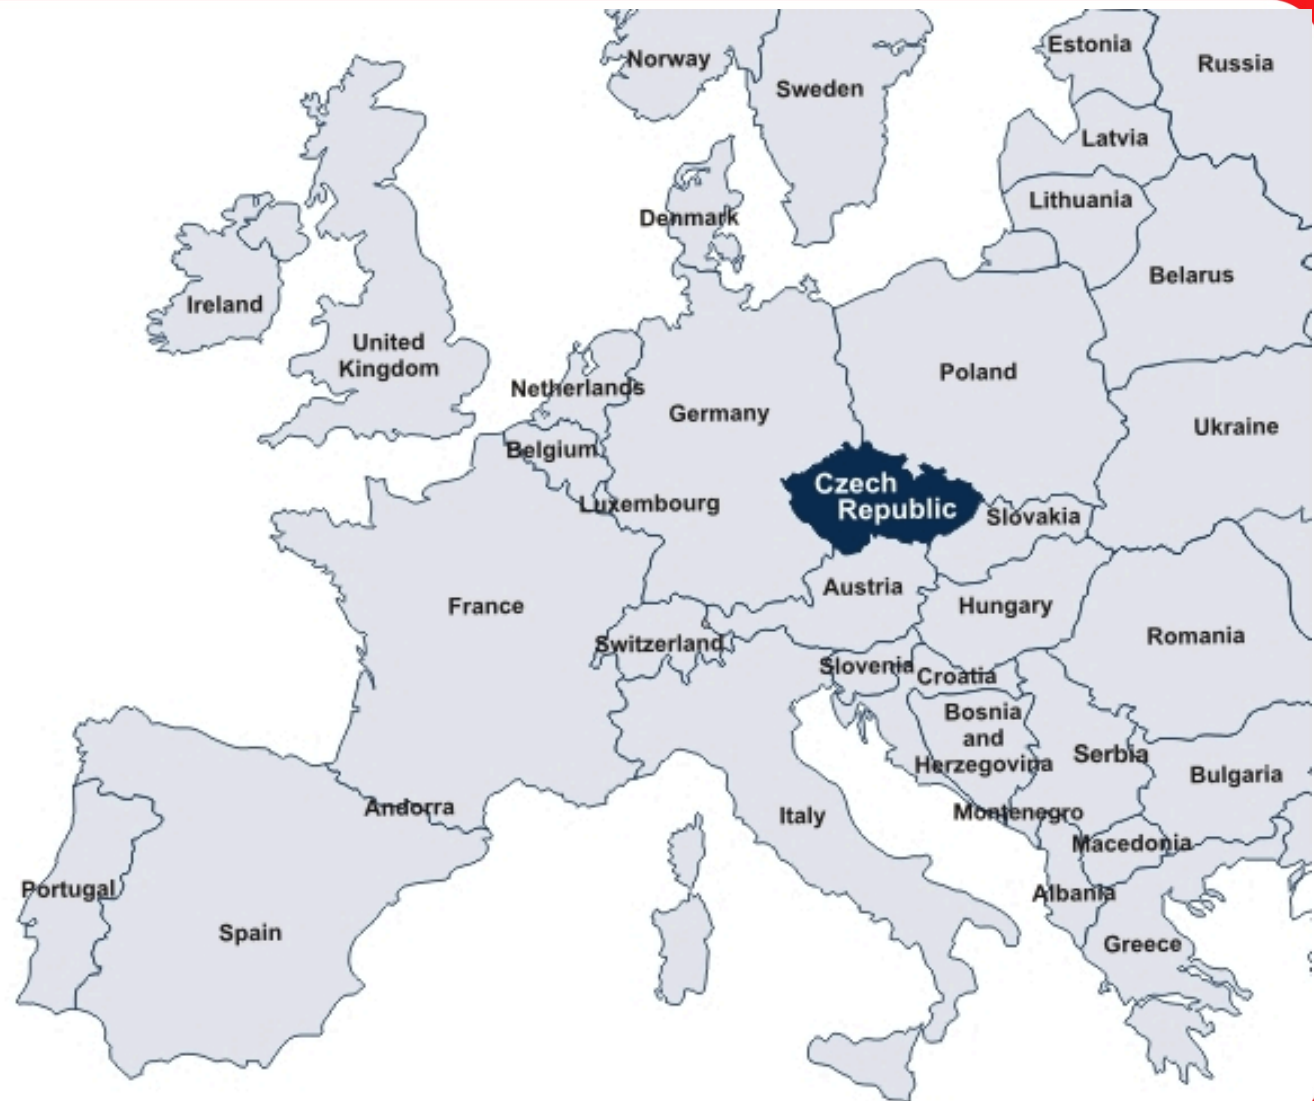 Norway
Estonia
Russia
Sweden
Latvia
Lithuania
Denmark
Belarus
Ireland
United
Kingdom
Netherlands
Poland
Germany
Ukraine
Belgium
Czech
Republic
Luxembourg
Slovakia
Austria
France
Hungary
Switzerland
Romania
Slovenia
Croatia
Bosnia
and
Herzegovina
Serbia
Bulgaria
Andorra
Italy
Montenegro
Macedonia
Portugal
Albania
Spain
Greece